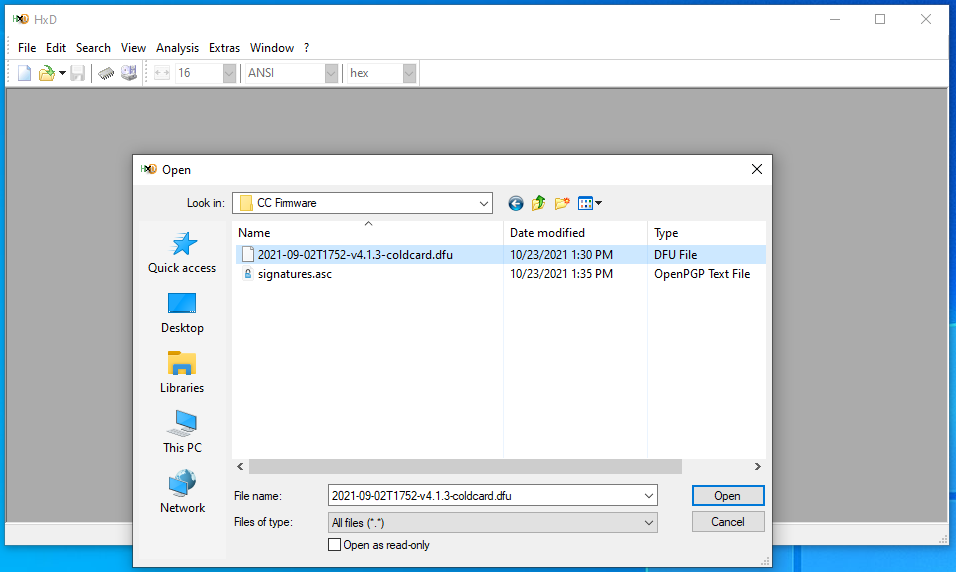 HxD HxD
File Edit Search View Analysis Extras Window ?
16 ANSI hex
HxD Open
Look in: CC Firmware
Name Date modified Type
2021-09-02T1752-v4.1.3-coldcard.dfu 10/23/2021 1:30 PM DFU File
signatures.asc 10/23/2021 1:35 PM OpenPGP Text File
Quick access
Desktop
Libraries
This PC
Network
File name: 2021-09-02T1752-v4.1.3-coldcard.dfu Open
Files of type: All files (*.*) Cancel
Open as read-only